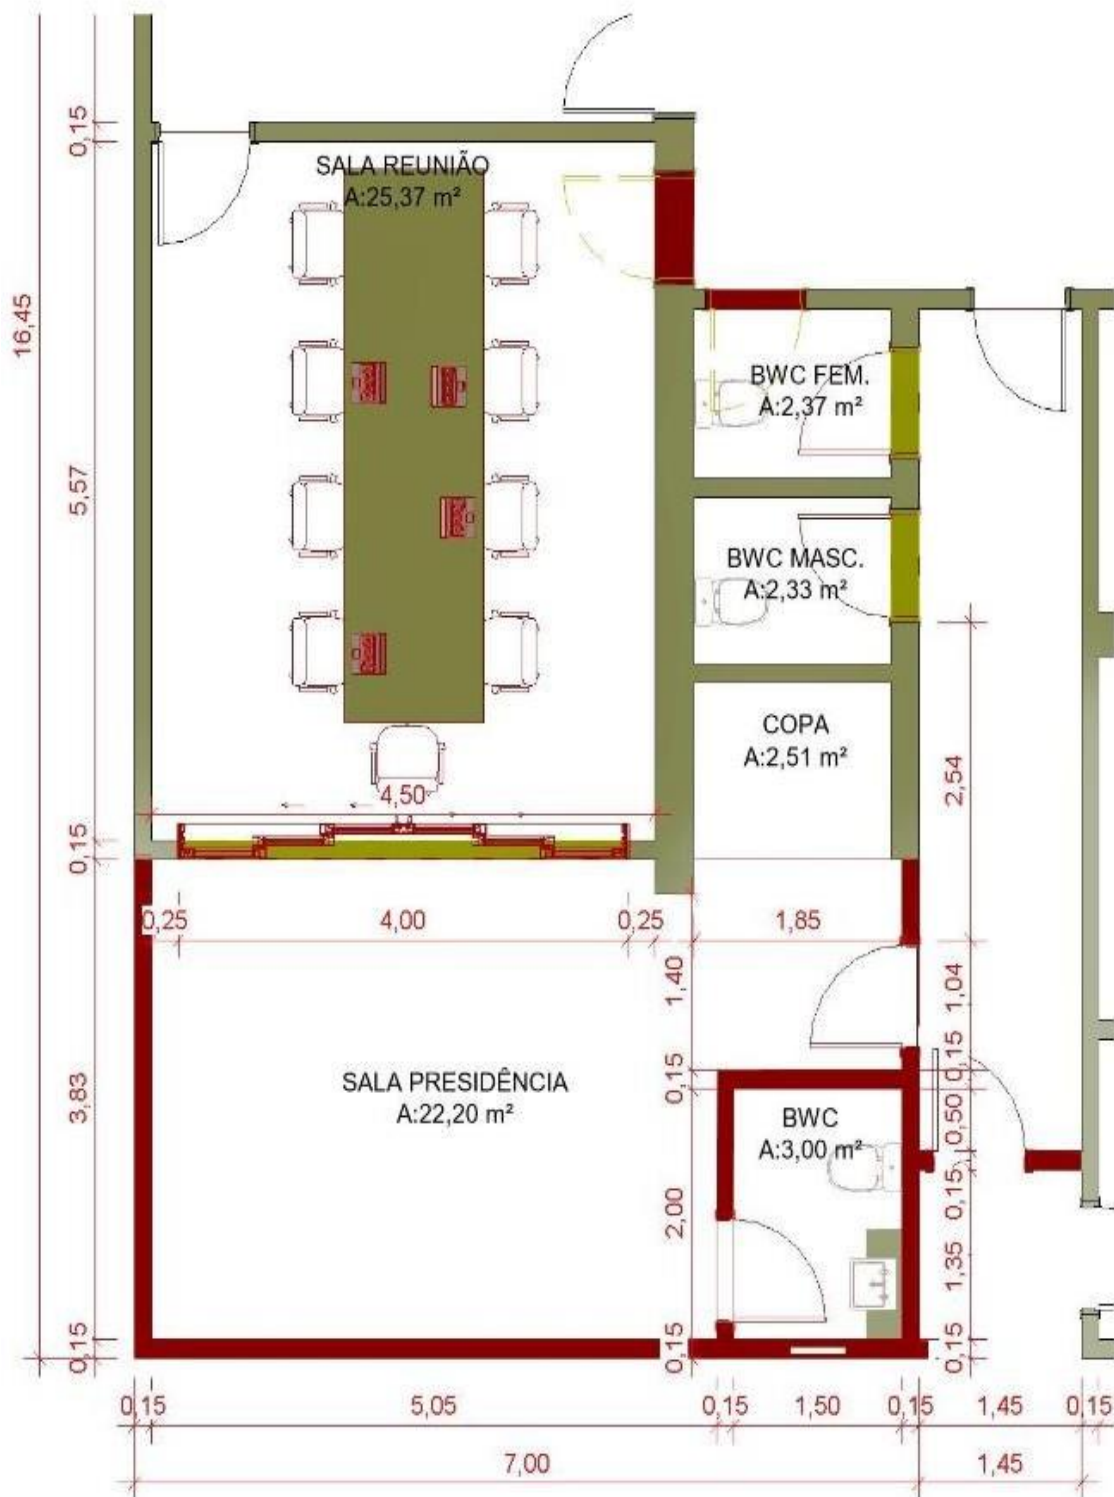 0,15
SALA REUNIÃO
A:25,37 m²
16,45
BWC FEM.
A:2,37 m²
5,57
BWC MASC.
A:2,33 m²
COPA
A:2,51 m²
2,54
4,50
0,15
0,25
4,00
0,25
1,85
1,40
1,04
0,15
0,15
3,83
SALA PRESIDÊNCIA
A:22,20 m²
BWC
A:3,00 m²
0,50
0,15
2,00
1,35
0,15
0,15
0,15
0,15
5,05
0,15
1,50
0,15
1,45
0,15
7,00
1,45